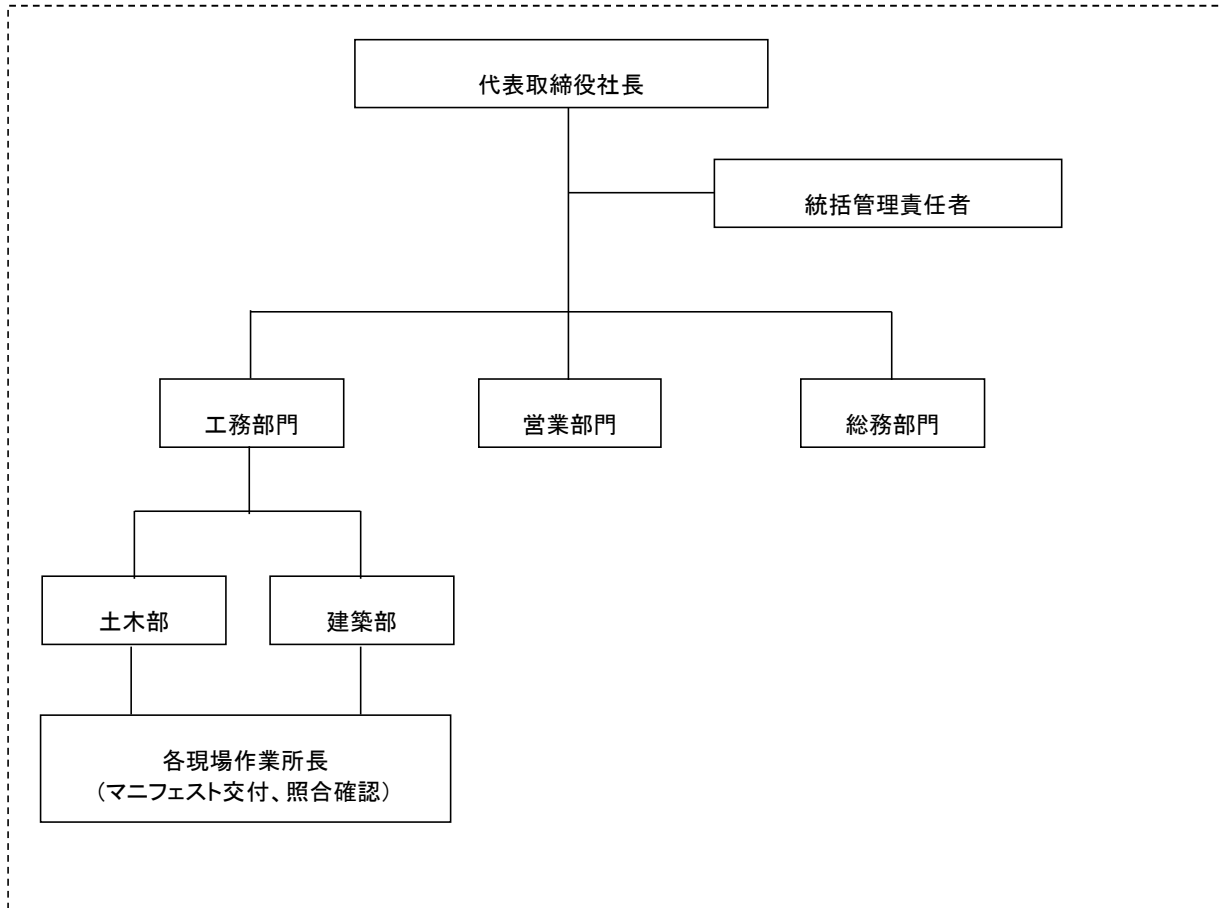 代表取締役社長
統括管理責任者
工務部門
営業部門
総務部門
土木部
建築部
各現場作業所長
（マニフェスト交付、照合確認）